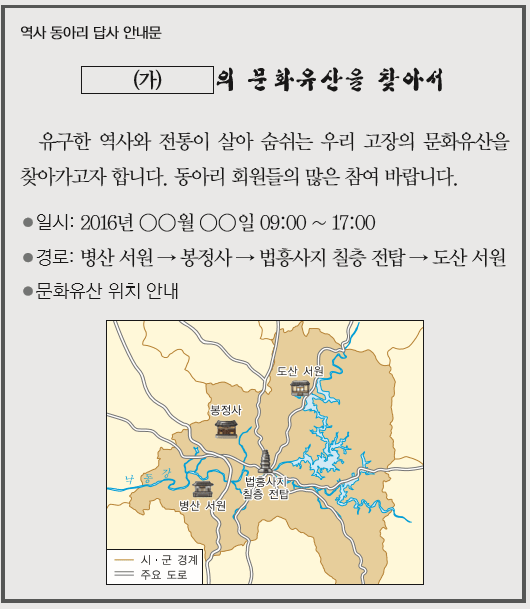 역사 동아리 답사 안내문
(가)의 문화유산을 찾아서
유구한 역사와 전통이 살아 숨쉬는 우리 고장의 문화유산을
찾아가고자 합니다. 동아리 회원들의 많은 참여 바랍니다.
●일시: 2016년 ○○월 ○○일 09:00 ~ 17:00
●경로: 병산 서원 → 봉정사 → 법흥사지 칠층 전탑 → 도산 서원
●문화유산 위치 안내
도산 서원
봉정사
낙동강
법흥사지
칠층 전탑
병산 서원
시·군 경계
주요 도로